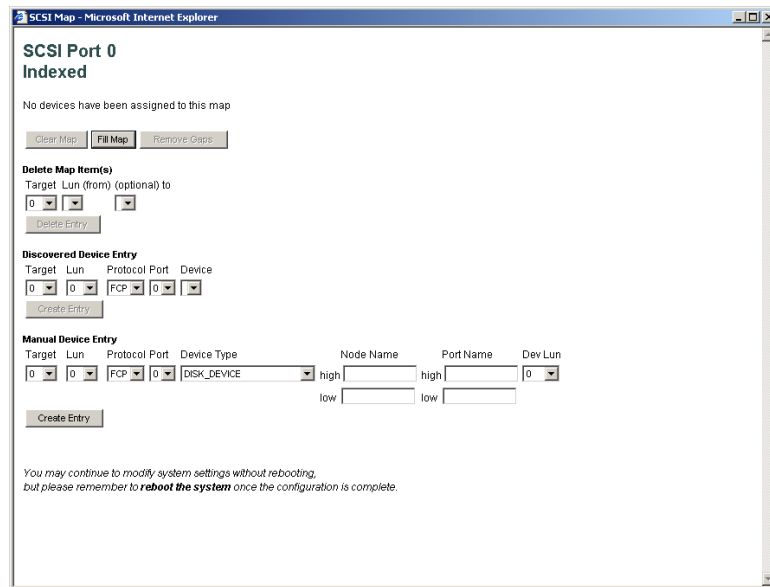 SCSI Map - Microsoft Internet Explorer
SCSI Port 0
Indexed
No devices have been assigned to this map
Clear Map Fill Map Remove Gaps
Delete Map Item(s)
Target Lun (from) (optional) to
0
Delete Entry
Discovered Device Entry
Target Lun Protocol Port Device
0 0 FCP 0
Create Entry
Manual Device Entry
Target Lun Protocol Port Device Type Node Name Port Name Dev Lun
0 0 FCP 0 DISK_DEVICE high high 0
low low
Create Entry
You may continue to modify system settings without rebooting,
but please remember to reboot the system once the configuration is complete.